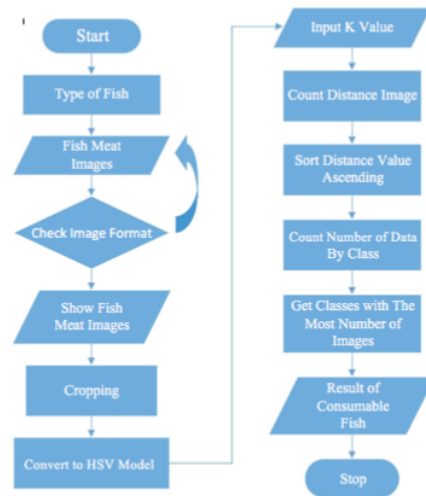 Start
Type of Fish
Fish Meat
Images
Check Image Format
Show Fish
Meat Images
Cropping
Convert to HSV Model
Input K Value
Count Distance Image
Sort Distance Value
Ascending
Count Number of Data
By Class
Get Classes with The
Most Number of
Images
Result of
Consumable
Fish
Stop